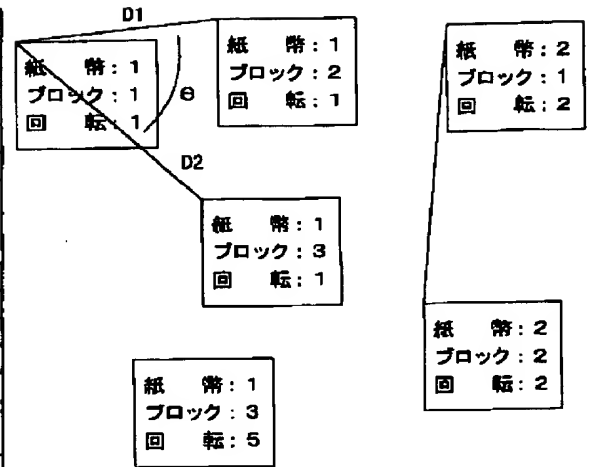 D1
紙 幣:1
ブロック:1
回 転:1
紙 幣:1
ブロック:2
回 転:1
θ
D2
紙 幣:1
ブロック:3
回 転:1
紙 幣:1
ブロック:3
回 転:5
紙 幣:2
ブロック:1
回 転:2
紙 幣:2
ブロック:2
回 転:2